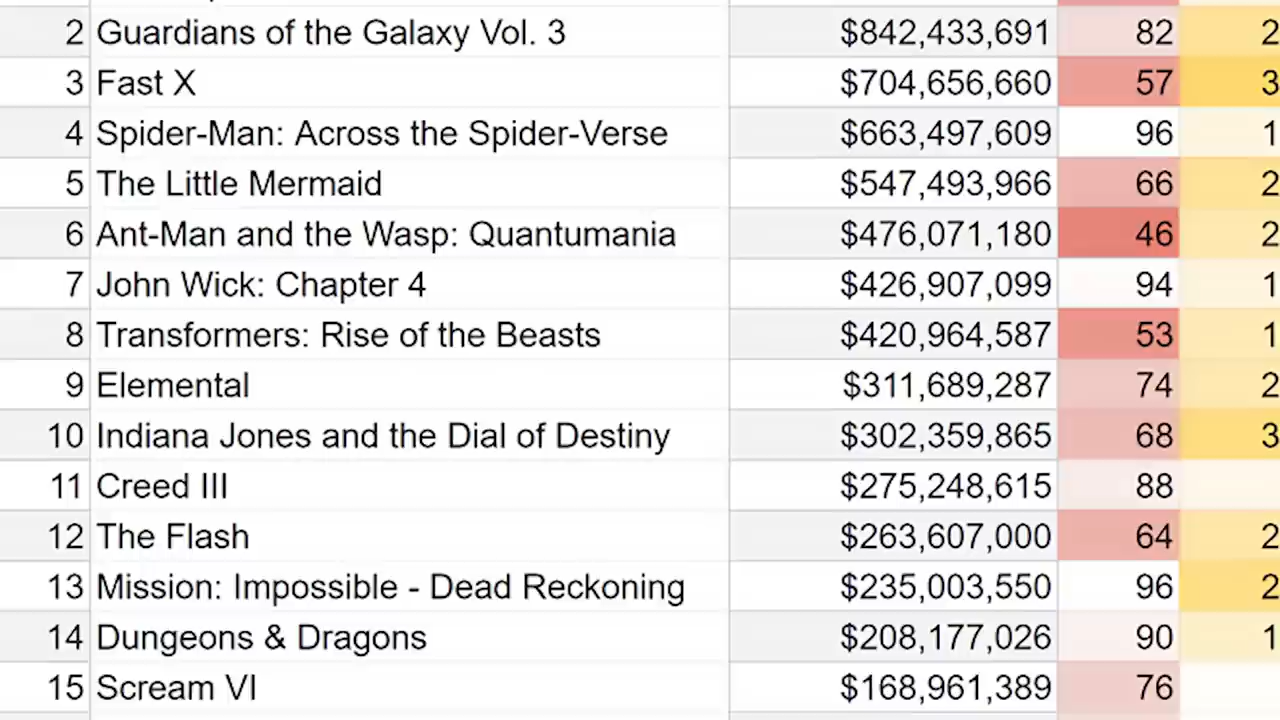 2 Guardians of the Galaxy Vol. 3 $842,433,691 82 2
3 Fast X $704,656,660 57 3
4 Spider-Man: Across the Spider-Verse $663,497,609 96 1
5 The Little Mermaid $547,493,966 66 2
6 Ant-Man and the Wasp: Quantumania $476,071,180 46 2
7 John Wick: Chapter 4 $426,907,099 94 1
8 Transformers: Rise of the Beasts $420,964,587 53 1
9 Elemental $311,689,287 74 2
10 Indiana Jones and the Dial of Destiny $302,359,865 68 3
11 Creed III $275,248,615 88
12 The Flash $263,607,000 64 2
13 Mission: Impossible - Dead Reckoning $235,003,550 96 2
14 Dungeons & Dragons $208,177,026 90 1
15 Scream VI $168,961,389 76